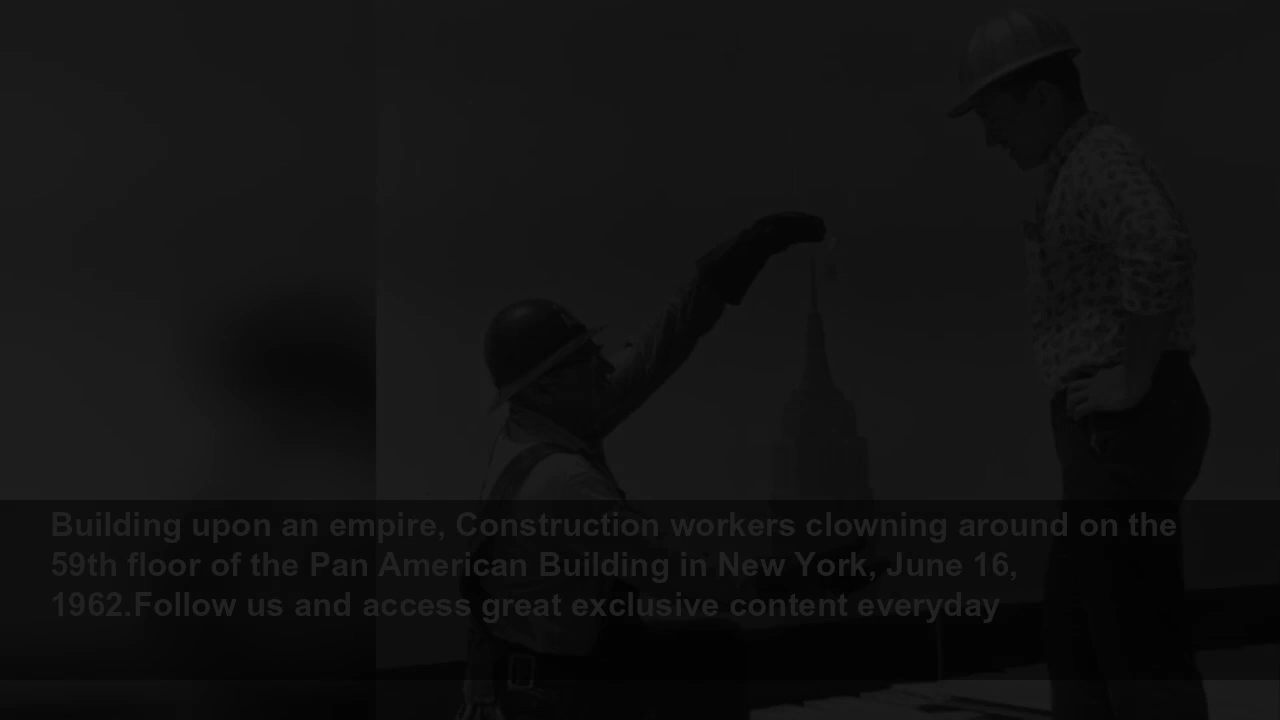 Building upon an empire, Construction workers clowning around on the
59th floor of the Pan American Building in New York, June 16,
1962.Follow us and access great exclusive content everyday